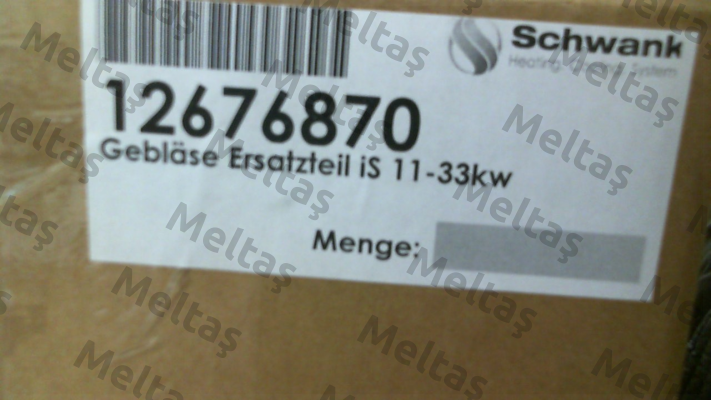 Schwank
12676870
Gebläse Ersatzteil iS 11-33kw
Menge:
Meltaş